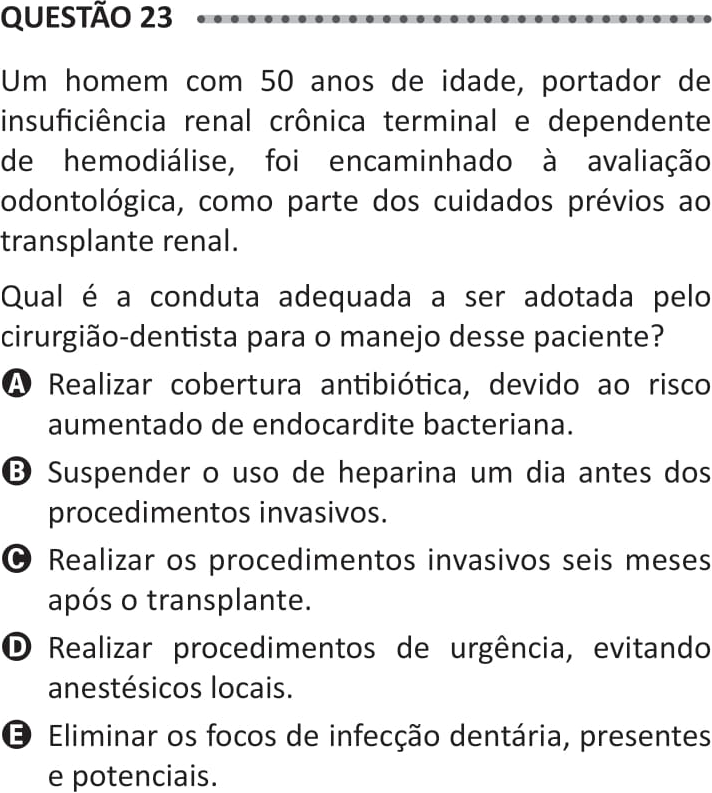 QUESTÃO 23
Um homem com 50 anos de idade, portador de
insuficiência renal crônica terminal e dependente
de hemodiálise, foi encaminhado à avaliação
odontológica, como parte dos cuidados prévios ao
transplante renal.
Qual é a conduta adequada a ser adotada pelo
cirurgião-dentista para o manejo desse paciente?
A Realizar cobertura antibiótica, devido ao risco
aumentado de endocardite bacteriana.
B Suspender o uso de heparina um dia antes dos
procedimentos invasivos.
C Realizar os procedimentos invasivos seis meses
após o transplante.
D Realizar procedimentos de urgência, evitando
anestésicos locais.
E Eliminar os focos de infecção dentária, presentes
e potenciais.